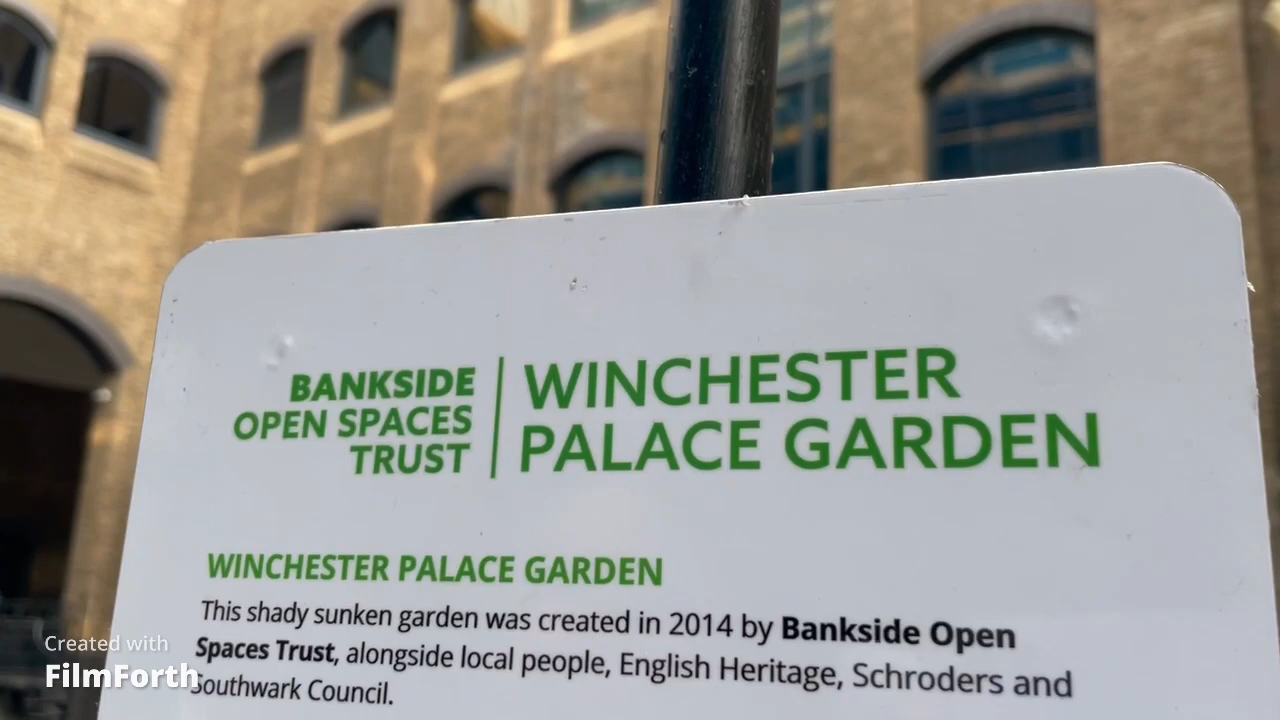 BANKSIDE
OPEN SPACES
TRUST
WINCHESTER
PALACE GARDEN
WINCHESTER PALACE GARDEN
This shady sunken garden was created in 2014 by Bankside Open
Spaces Trust, alongside local people, English Heritage, Schroders and
Southwark Council.
Created with
FilmForth